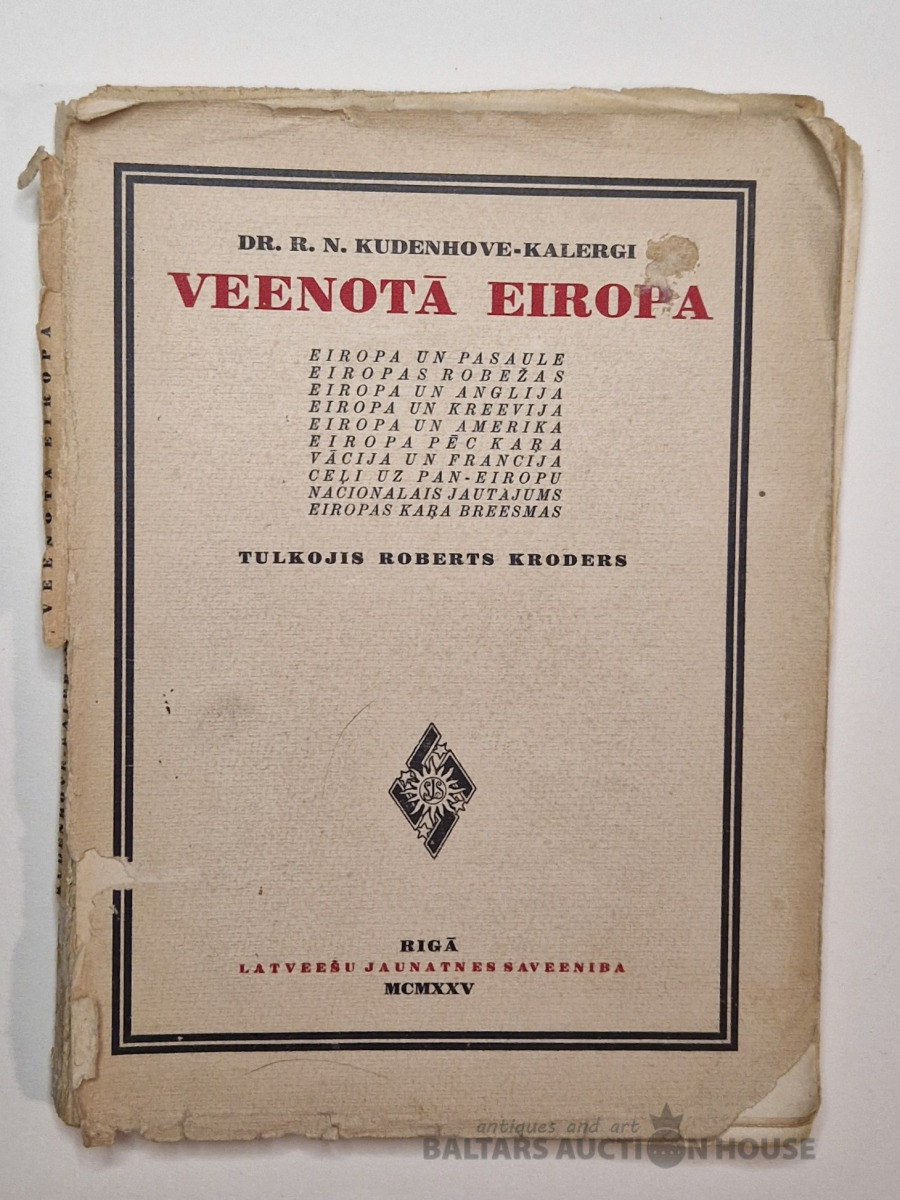 DR. R. N. KUDENHOVE-KALERGI
VEENOTĀ EIROPA
EIROPA UN PASAULE
EIROPAS ROBEŽAS
EIROPA UN ANGLIJA
EIROPA UN KREEVIJA
EIROPA UN AMERIKA
EIROPA PĒC KAŖA
VĀCIJA UN FRANCIJA
CEĻI UZ PAN-EIROPU
NACIONALAIS JAUTAJUMS
EIROPAS KAŖA BREESMAS
TULKOJIS ROBERTS KRODERS
LJS
RIGĀ
LATVEEŠU JAUNATNES SAVEENIBA
MCMXXV
VEENOTA EIROPA
antiques and art
BALTARS AUCTION HOUSE